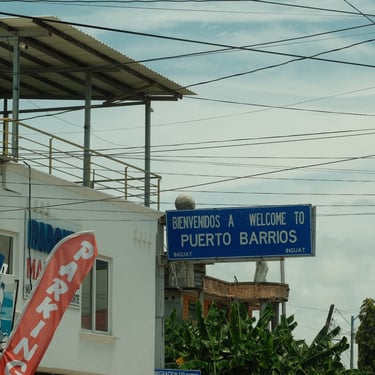 BIENVENIDOS A WELCOME TO
PUERTO BARRIOS
INGUAT INGUAT
PARKING